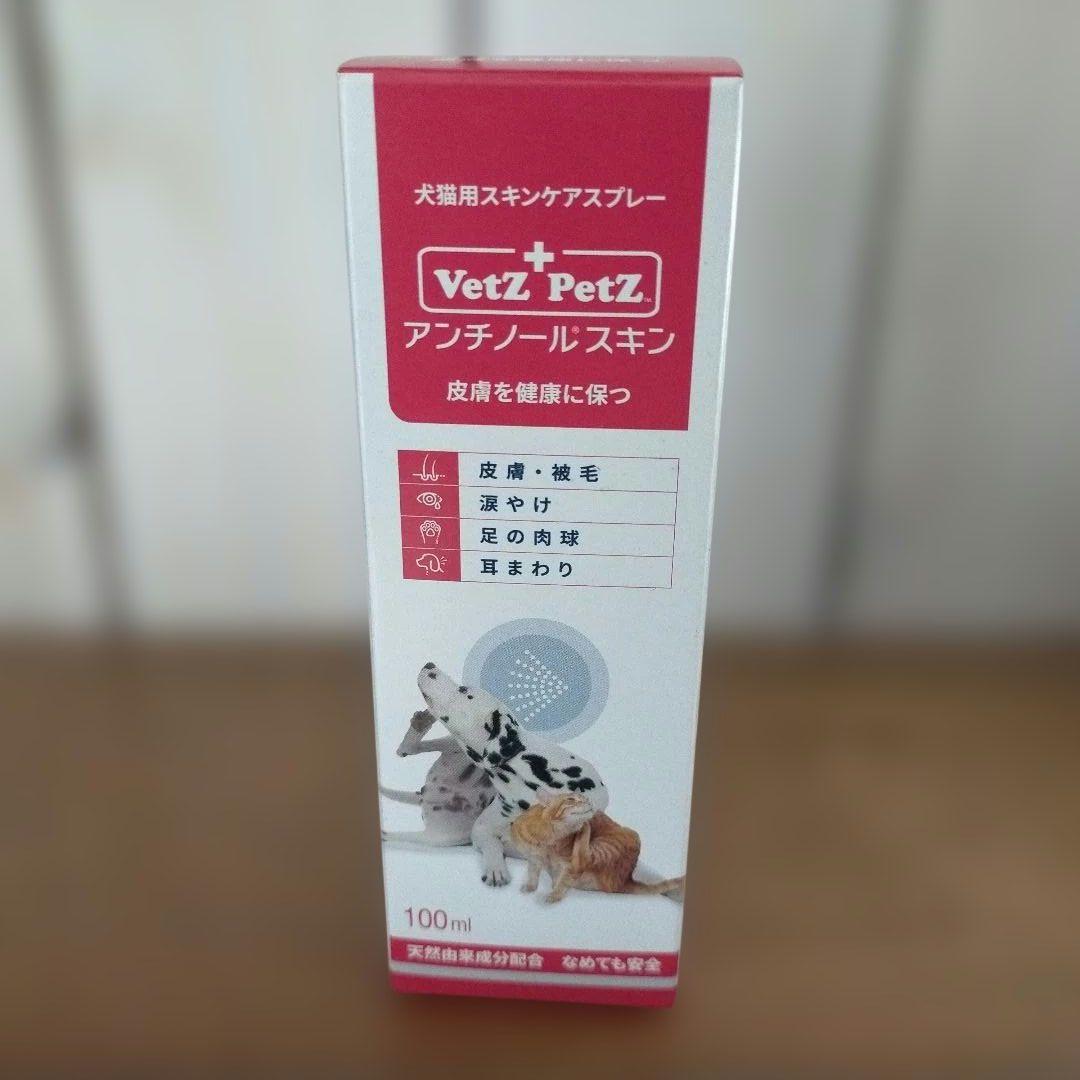 犬猫用スキンケアスプレー
VetZ PetZ™
アンチノール®スキン
皮膚を健康に保つ
皮膚・被毛
涙やけ
足の肉球
耳まわり
100ml
天然由来成分配合 なめても安全